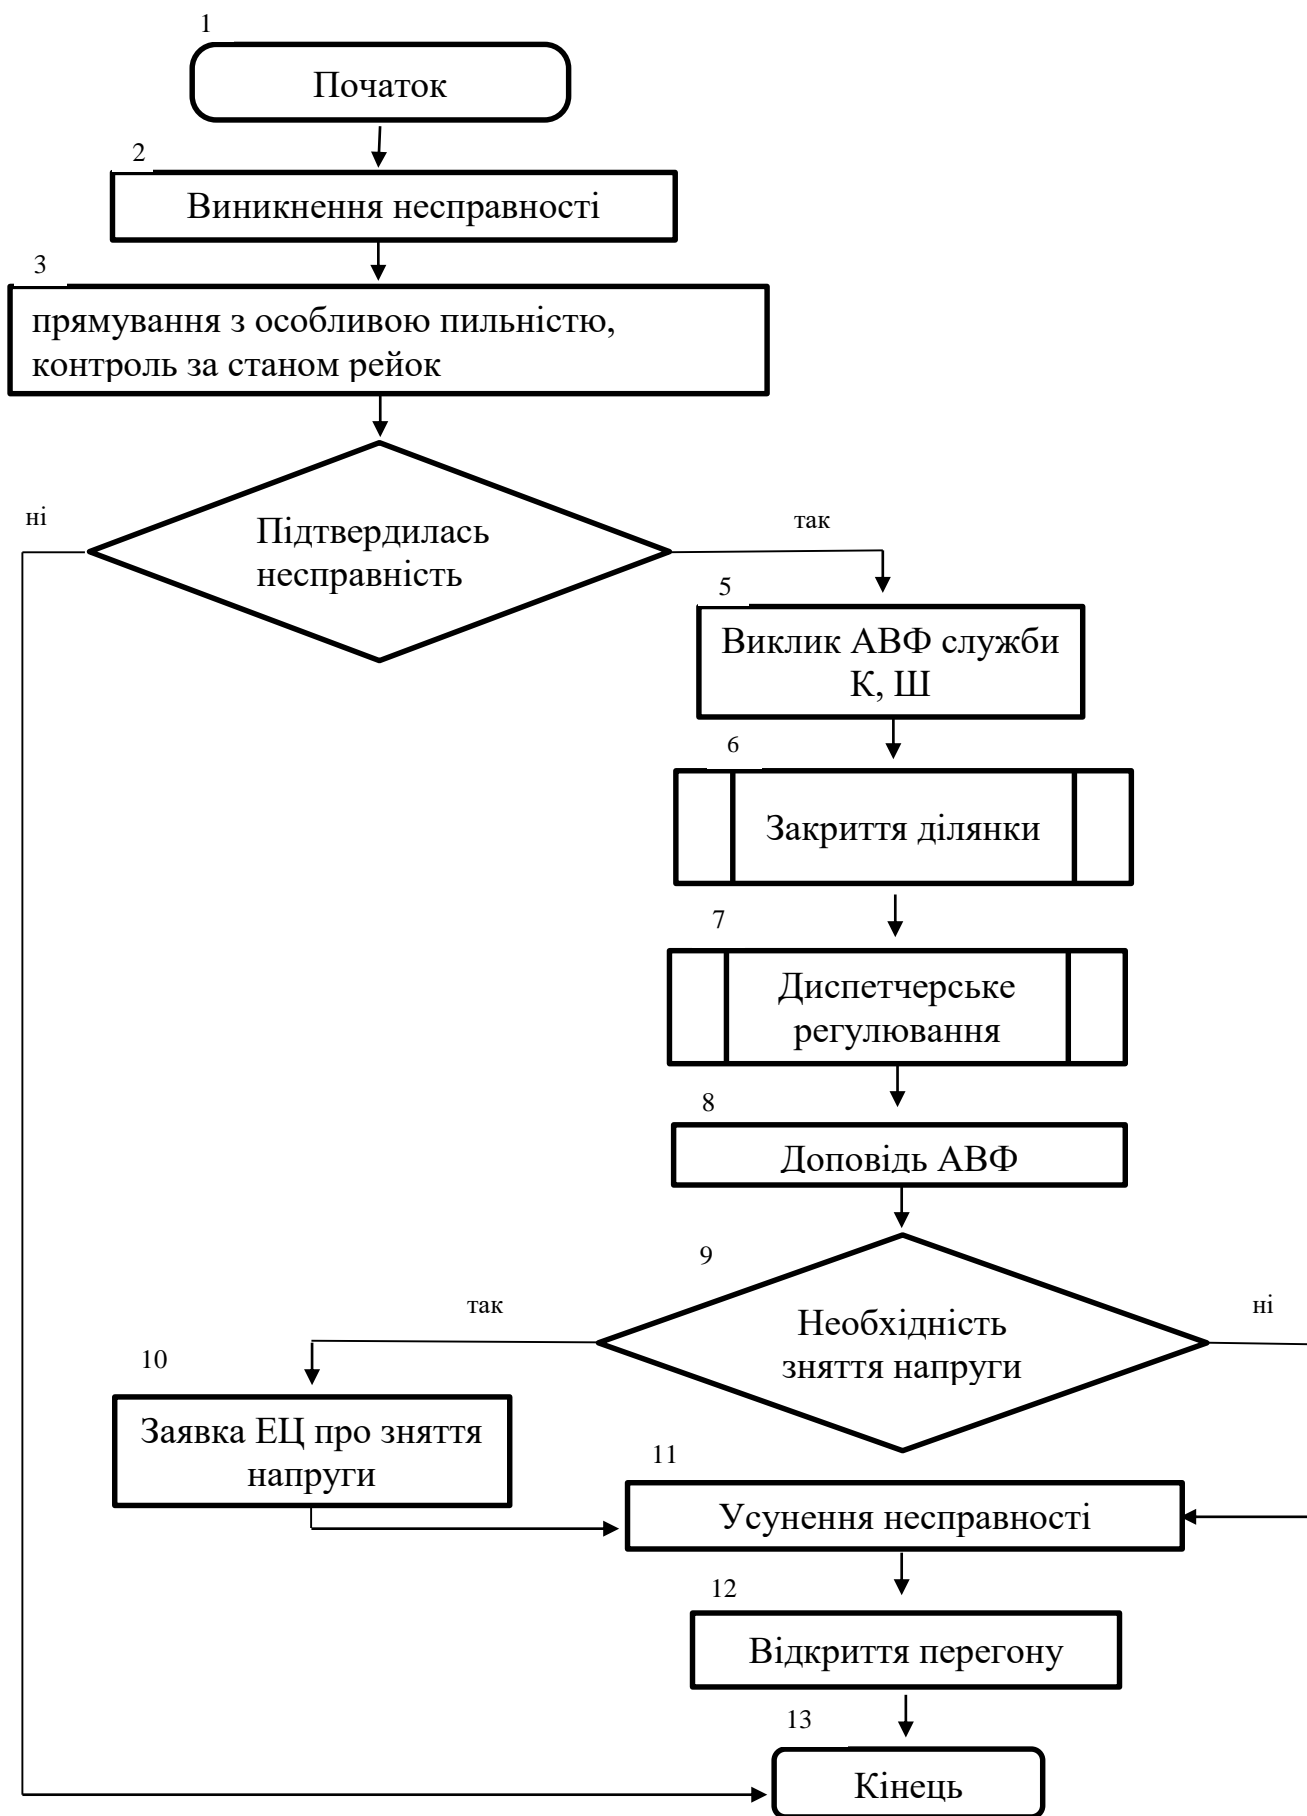 1
Початок
2
Виникнення несправності
3
прямування з особливою пильністю,
контроль за станом рейок
ні
Підтвердилась
несправність
так
5
Виклик АВФ служби
К, Ш
6
Закриття ділянки
7
Диспетчерське
регулювання
8
Доповідь АВФ
9
Необхідність
зняття напруги
так
ні
10
Заявка ЕЦ про зняття
напруги
11
Усунення несправності
12
Відкриття перегону
13
Кінець